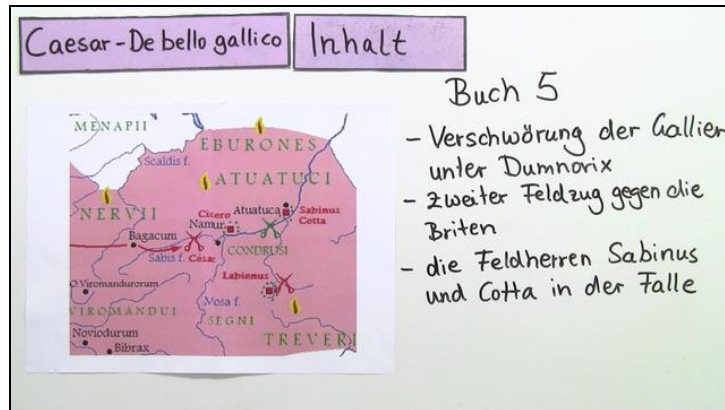 Caesar - De bello gallico
Inhalt
Buch 5
- Verschwörung der Gallier
unter Dumnorix
- zweiter Feldzug gegen die
Briten
- die Feldherren Sabinus
und Cotta in der Falle
MENAPII
Scaldis f.
EBURONES
ATUATUCI
NERVII
Cicero
Atuatuca
Sabinus
Cotta
Namur
Bagacum
Sabis f.
César
CONDRUSI
O. Viromandurorum
Labienus
Mosa f.
VIROMANDUI
SEGNI
Noviodurum
TREVERI
Bibrax